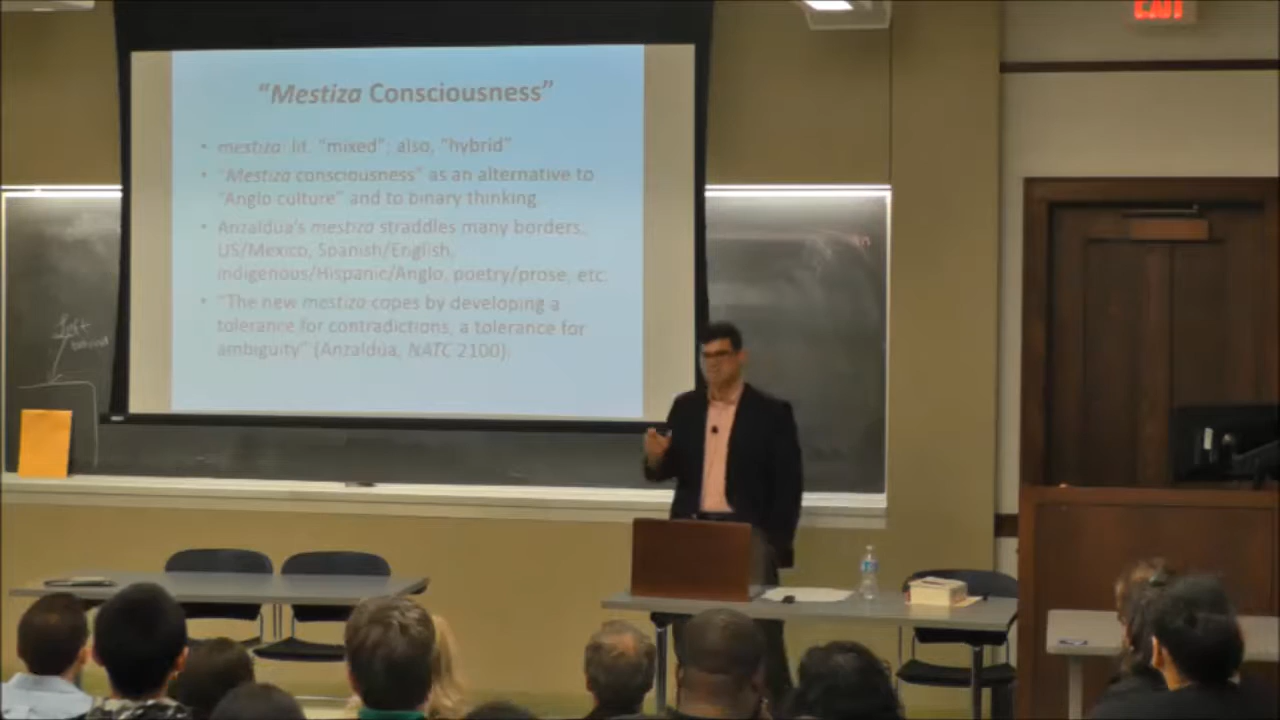 EXIT
“Mestiza Consciousness”
• mestiza: lit. “mixed”; also, “hybrid”
• “Mestiza consciousness” as an alternative to
“Anglo culture” and to binary thinking.
• Anzaldúa’s mestiza straddles many borders:
US/Mexico, Spanish/English,
indigenous/Hispanic/Anglo, poetry/prose, etc.
• “The new mestiza copes by developing a
tolerance for contradictions, a tolerance for
ambiguity” (Anzaldúa, NATC 2100).
Left
behind